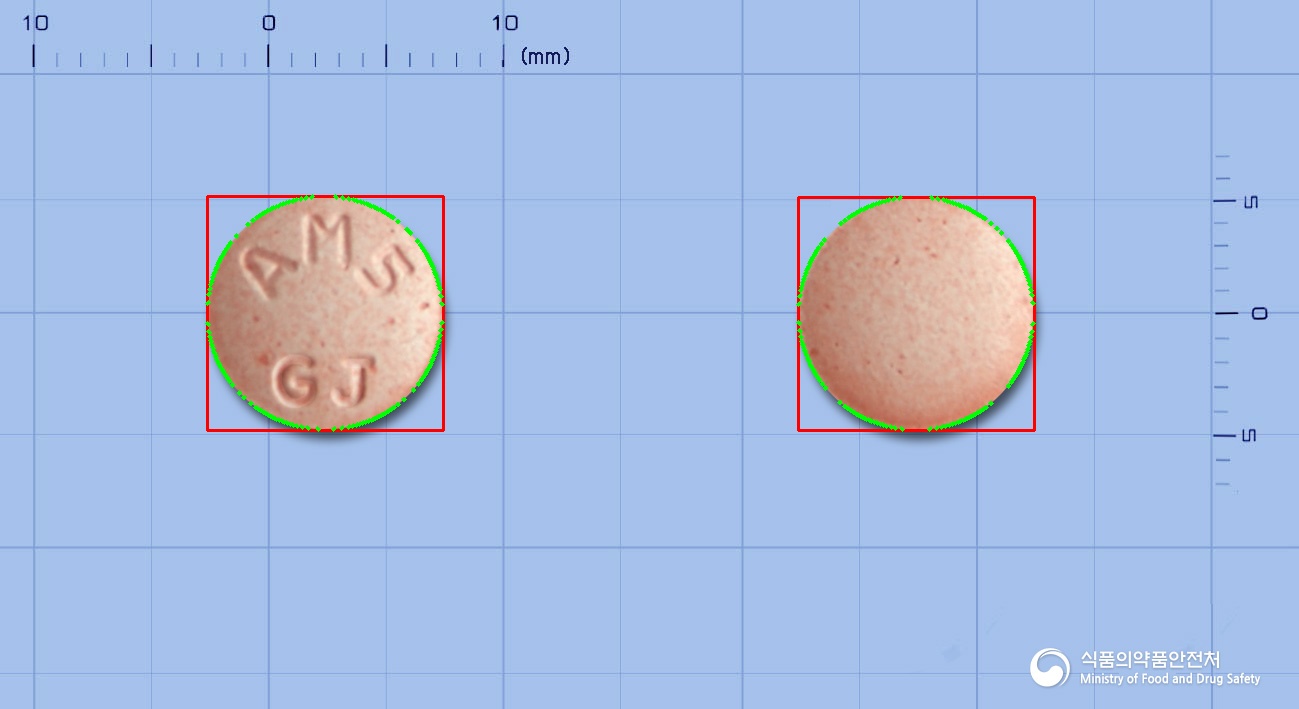 10 0 10
(mm)
AM5
GJ
5
0
5
식품의약품안전처
Ministry of Food and Drug Safety